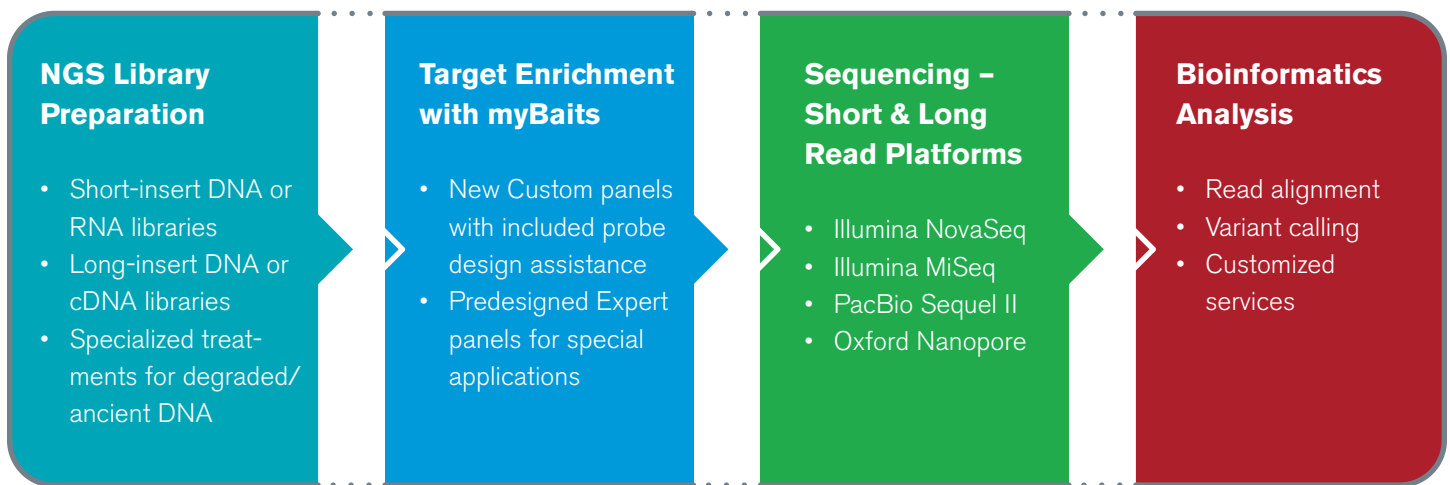 NGS Library
Preparation
• Short-insert DNA or
RNA libraries
• Long-insert DNA or
cDNA libraries
• Specialized treat-
ments for degraded/
ancient DNA
Target Enrichment
with myBaits
• New Custom panels
with included probe
design assistance
• Predesigned Expert
panels for special
applications
Sequencing –
Short & Long
Read Platforms
• Illumina NovaSeq
• Illumina MiSeq
• PacBio Sequel II
• Oxford Nanopore
Bioinformatics
Analysis
• Read alignment
• Variant calling
• Customized
services